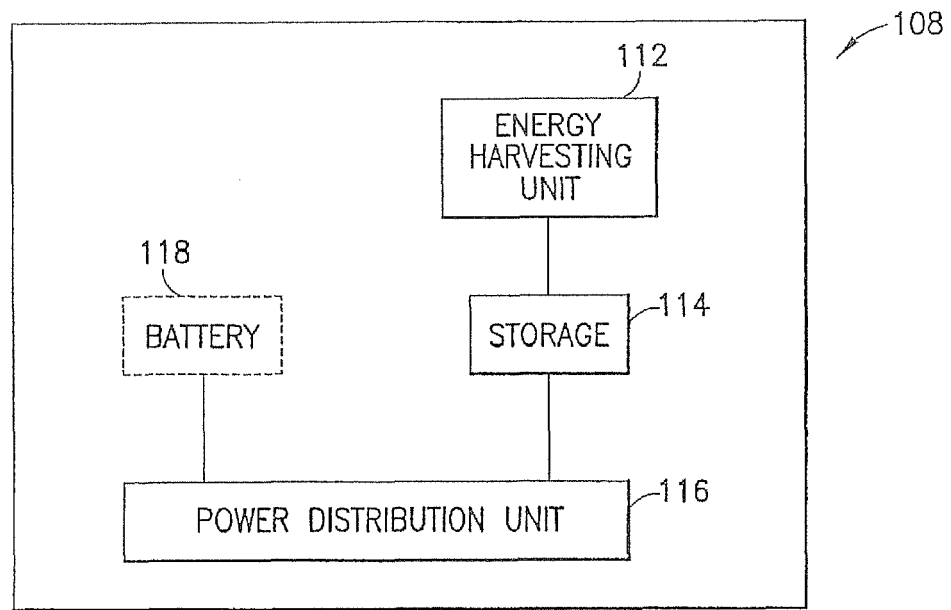 108
112
ENERGY
HARVESTING
UNIT
118
BATTERY
114
STORAGE
116
POWER DISTRIBUTION UNIT